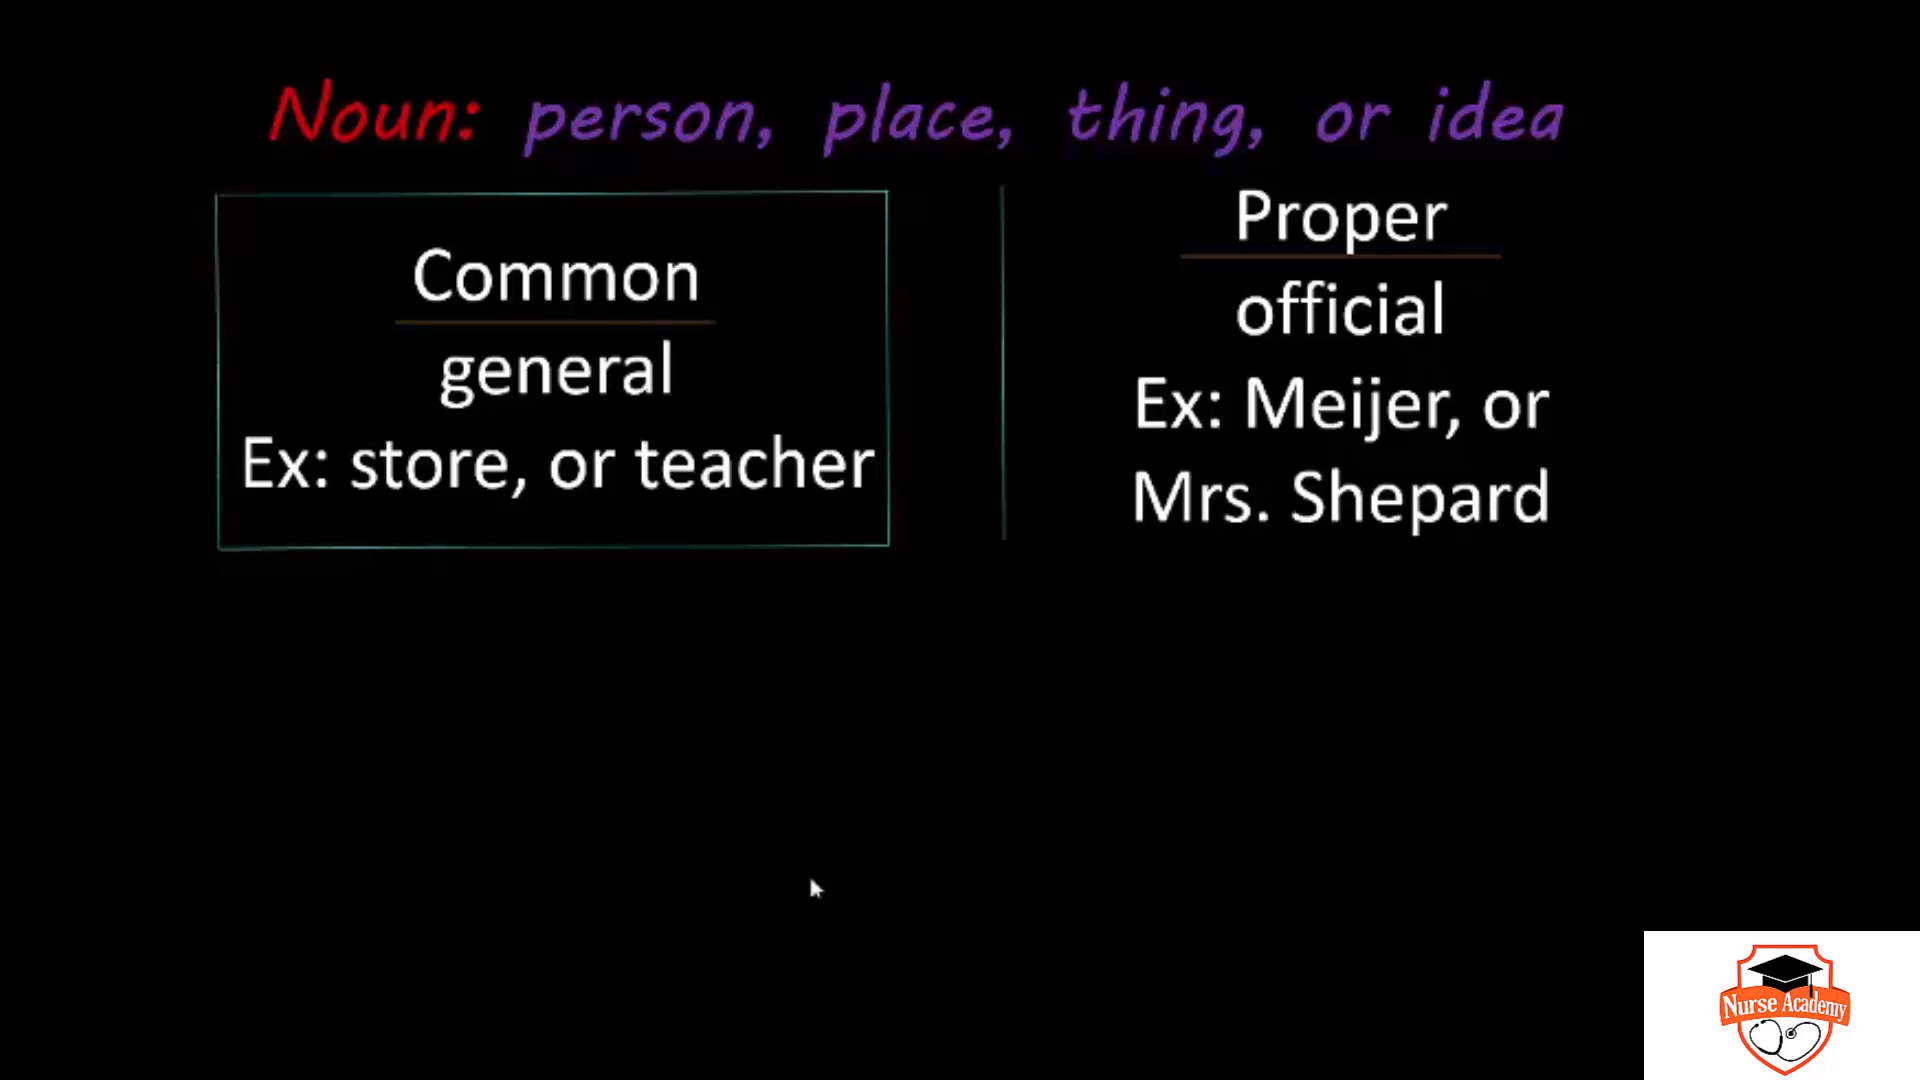 Noun: person, place, thing, or idea
Common
general
Ex: store, or teacher
Proper
official
Ex: Meijer, or
Mrs. Shepard
Nurse Academy